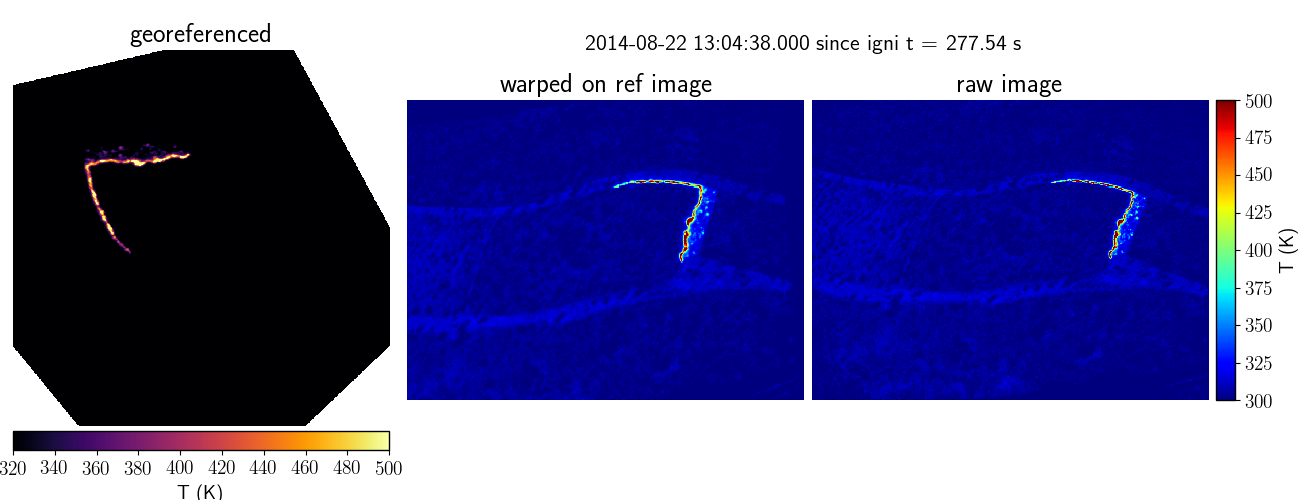 georeferenced
2014-08-22 13:04:38.000 since igni t = 277.54 s
warped on ref image
raw image
500
475
450
425
400
375
350
325
300
T (K)
320 340 360 380 400 420 440 460 480 500
T (K)